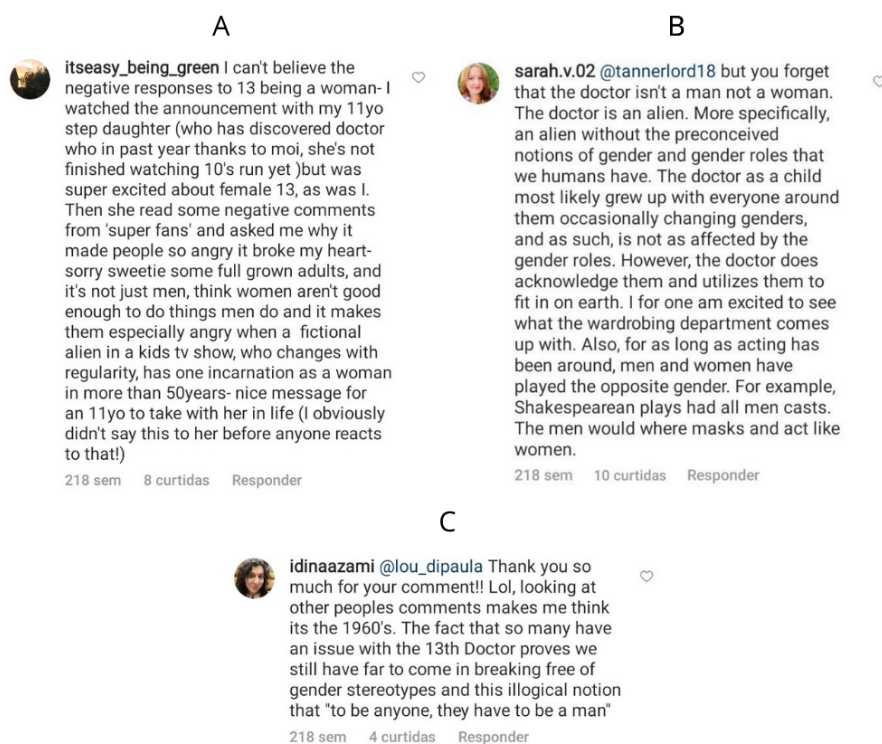 A
itseasy_being_green I can't believe the
negative responses to 13 being a woman- I
watched the announcement with my 11yo
step daughter (who has discovered doctor
who in past year thanks to moi, she's not
finished watching 10's run yet )but was
super excited about female 13, as was I.
Then she read some negative comments
from 'super fans' and asked me why it
made people so angry it broke my heart-
sorry sweetie some full grown adults, and
it's not just men, think women aren't good
enough to do things men do and it makes
them especially angry when a fictional
alien in a kids tv show, who changes with
regularity, has one incarnation as a woman
in more than 50years- nice message for
an 11yo to take with her in life (I obviously
didn't say this to her before anyone reacts
to that!)
218 sem 8 curtidas Responder
B
sarah.v.02 @tannerlord18 but you forget
that the doctor isn't a man not a woman.
The doctor is an alien. More specifically,
an alien without the preconceived
notions of gender and gender roles that
we humans have. The doctor as a child
most likely grew up with everyone around
them occasionally changing genders,
and as such, is not as affected by the
gender roles. However, the doctor does
acknowledge them and utilizes them to
fit in on earth. I for one am excited to see
what the wardrobing department comes
up with. Also, for as long as acting has
been around, men and women have
played the opposite gender. For example,
Shakespearean plays had all men casts.
The men would where masks and act like
women.
218 sem 10 curtidas Responder
C
idinaazami @lou_dipaula Thank you so
much for your comment!! Lol, looking at
other peoples comments makes me think
its the 1960's. The fact that so many have
an issue with the 13th Doctor proves we
still have far to come in breaking free of
gender stereotypes and this illogical notion
that "to be anyone, they have to be a man"
218 sem 4 curtidas Responder